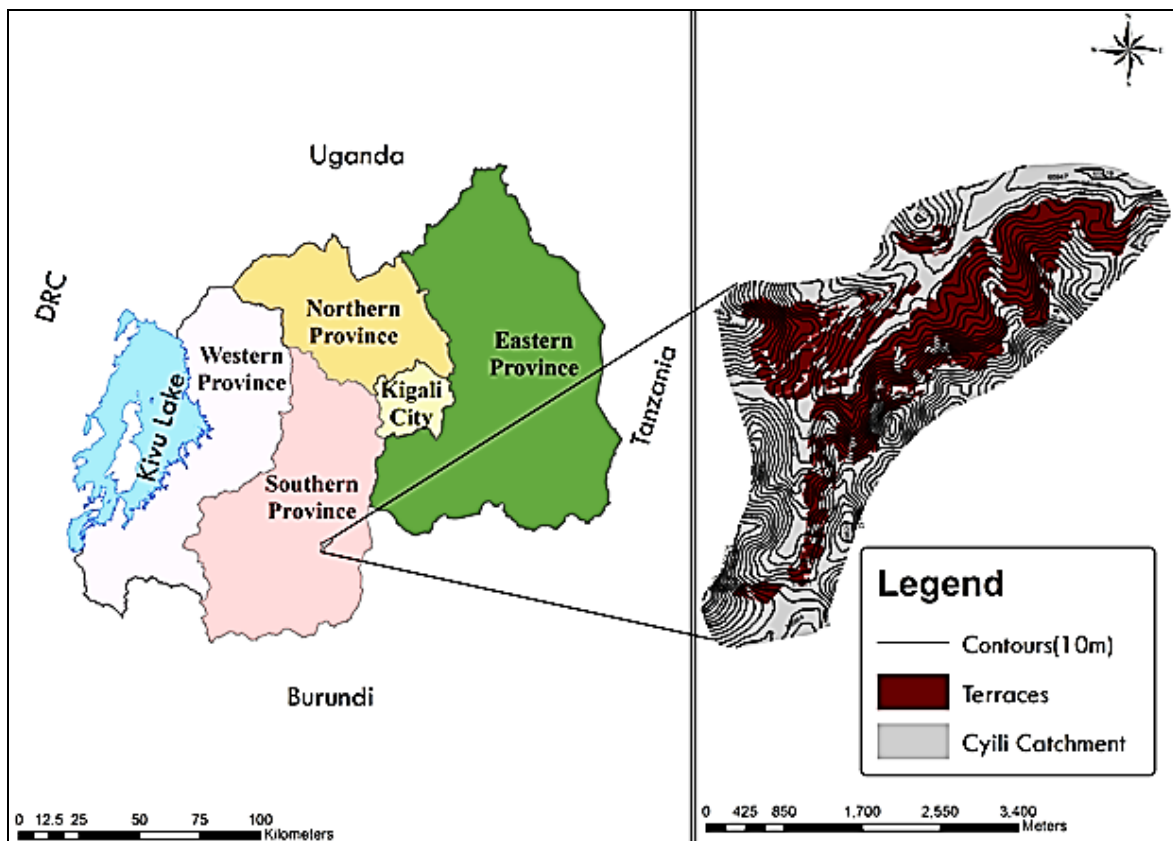 Uganda
DRC
Northern
Province
Western
Province
Eastern
Province
Kigali
City
Kivu Lake
Tanzania
Southern
Province
Burundi
0 12.5 25 50 75 100
Kilometers
Legend
Contours(10m)
Terraces
Cyili Catchment
0 425 850 1,700 2,550 3,400
Meters